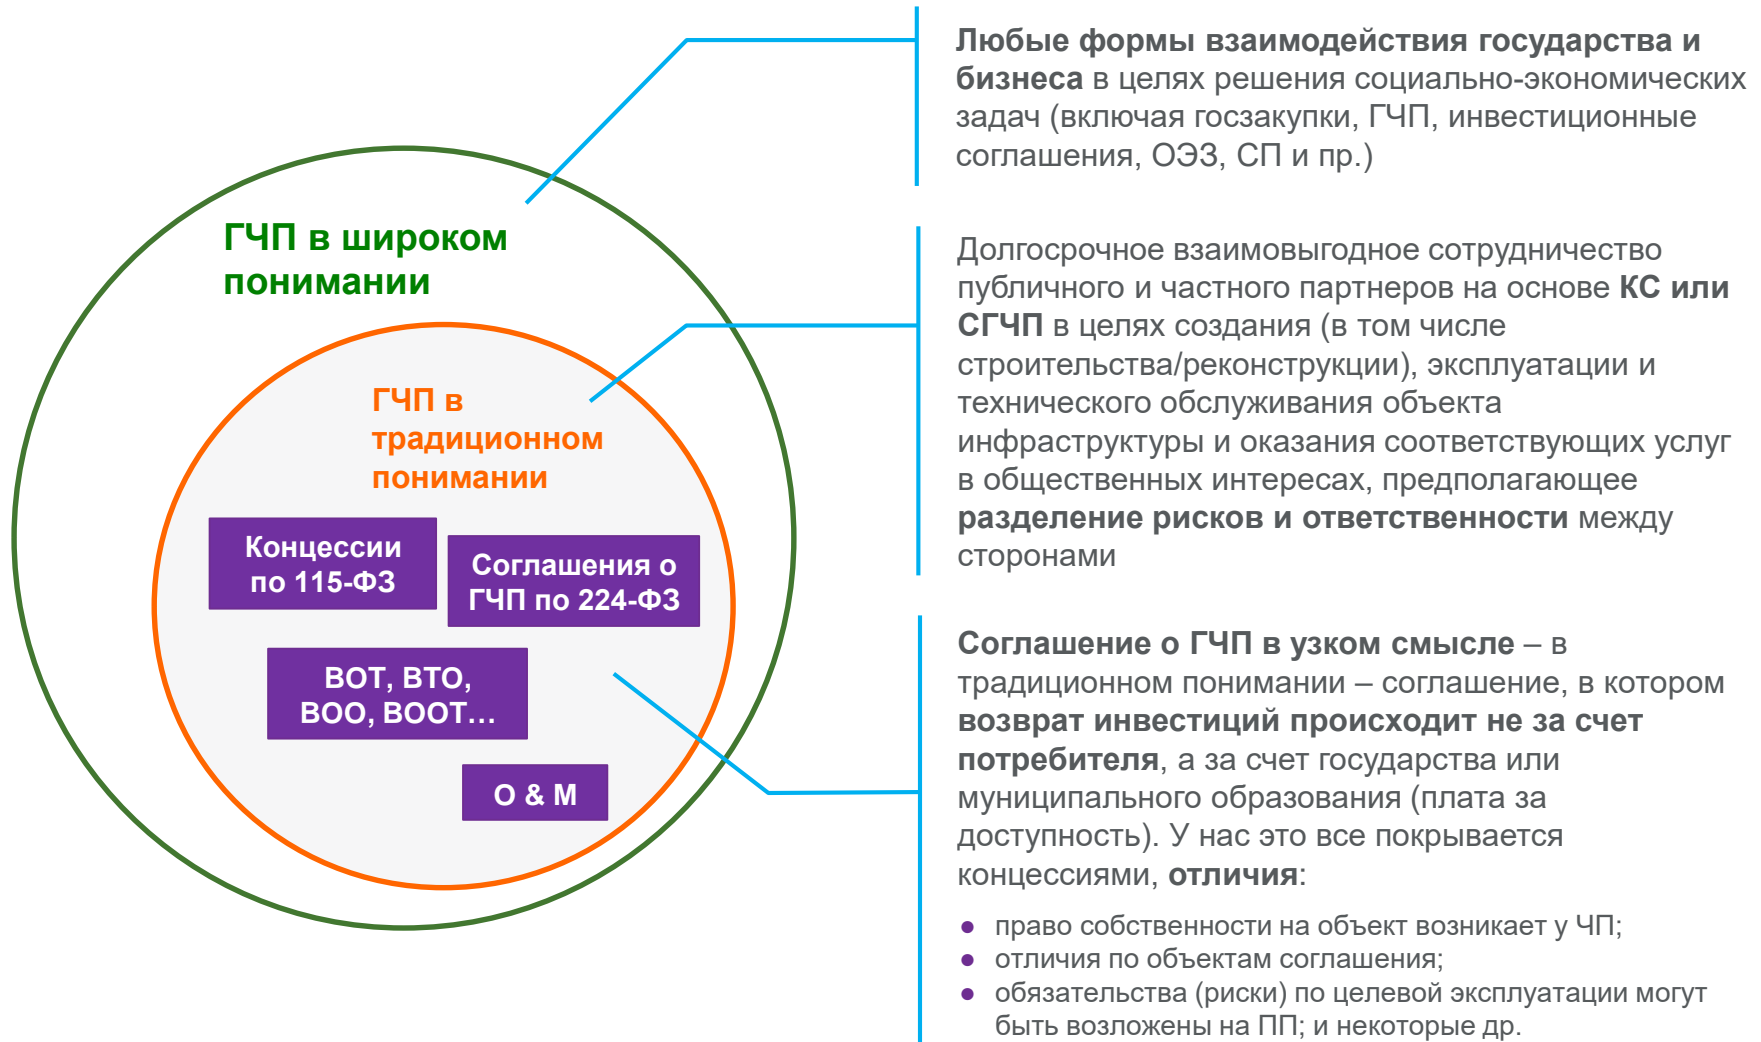 ГЧП в широком
понимании
ГЧП в
традиционном
понимании
Концессии
по 115-ФЗ
Соглашения о
ГЧП по 224-ФЗ
BOT, BTO,
BOO, BOOT…
O & M
Любые формы взаимодействия государства и
бизнеса в целях решения социально-экономических
задач (включая госзакупки, ГЧП, инвестиционные
соглашения, ОЭЗ, СП и пр.)
Долгосрочное взаимовыгодное сотрудничество
публичного и частного партнеров на основе КС или
СГЧП в целях создания (в том числе
строительства/реконструкции), эксплуатации и
технического обслуживания объекта
инфраструктуры и оказания соответствующих услуг
в общественных интересах, предполагающее
разделение рисков и ответственности между
сторонами
Соглашение о ГЧП в узком смысле – в
традиционном понимании – соглашение, в котором
возврат инвестиций происходит не за счет
потребителя, а за счет государства или
муниципального образования (плата за
доступность). У нас это все покрывается
концессиями, отличия:
● право собственности на объект возникает у ЧП;
● отличия по объектам соглашения;
● обязательства (риски) по целевой эксплуатации могут
быть возложены на ПП; и некоторые др.